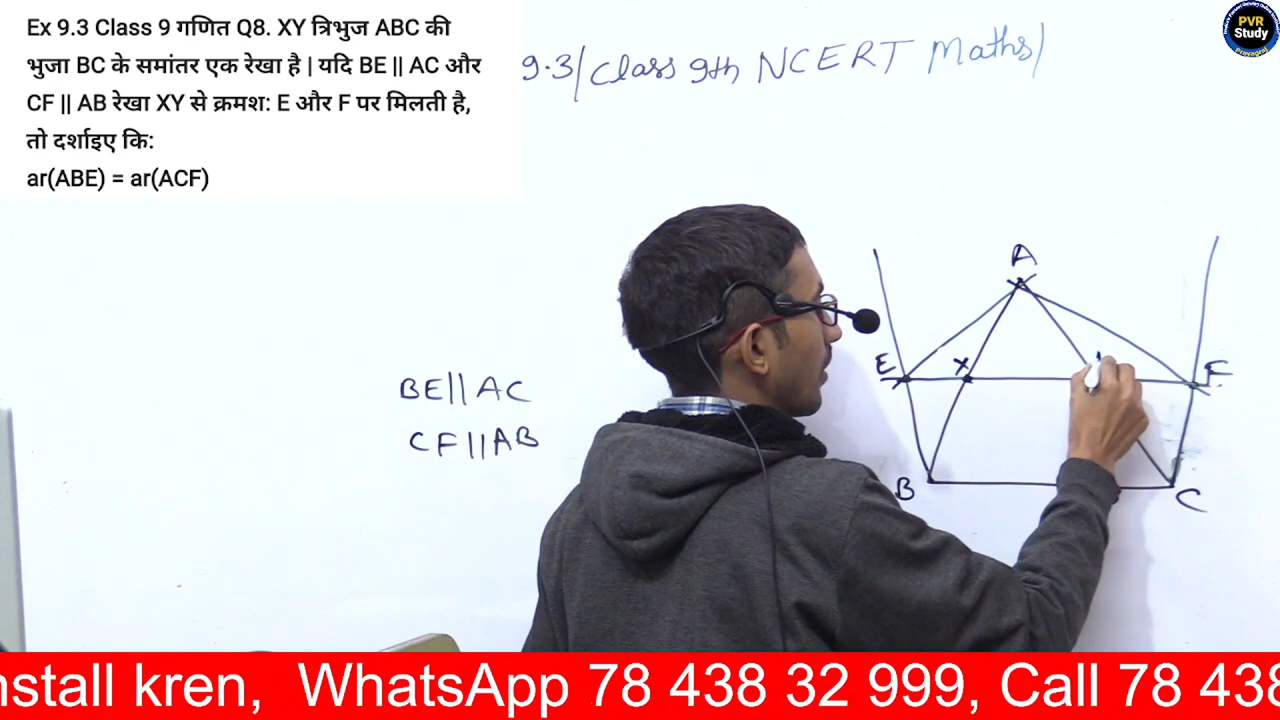 Ex 9.3 Class 9 गणित Q8. XY त्रिभुज ABC की
भुजा BC के समांतर एक रेखा है | यदि BE || AC और
CF || AB रेखा XY से क्रमश: E और F पर मिलती है,
तो दर्शाइए कि:
ar(ABE) = ar(ACF)
9.3/Class 9th NCERT Maths/
PVR
Study
A
E
X
F
BE||AC
CF||AB
B
C
nstall kren, WhatsApp 78 438 32 999, Call 78 438